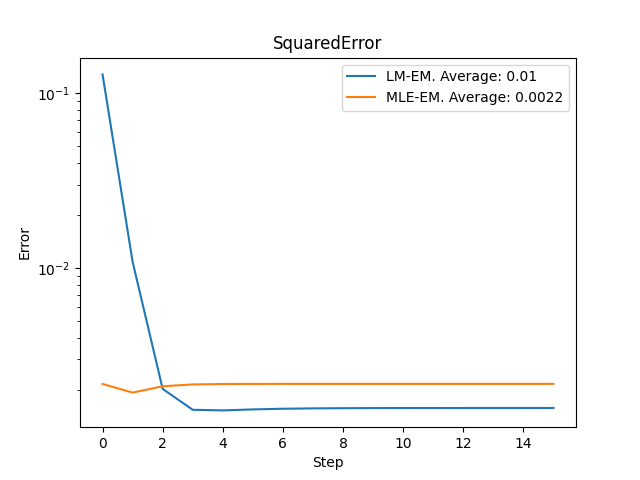 SquaredError
LM-EM. Average: 0.01
MLE-EM. Average: 0.0022
10⁻¹
10⁻²
Error
0 2 4 6 8 10 12 14
Step